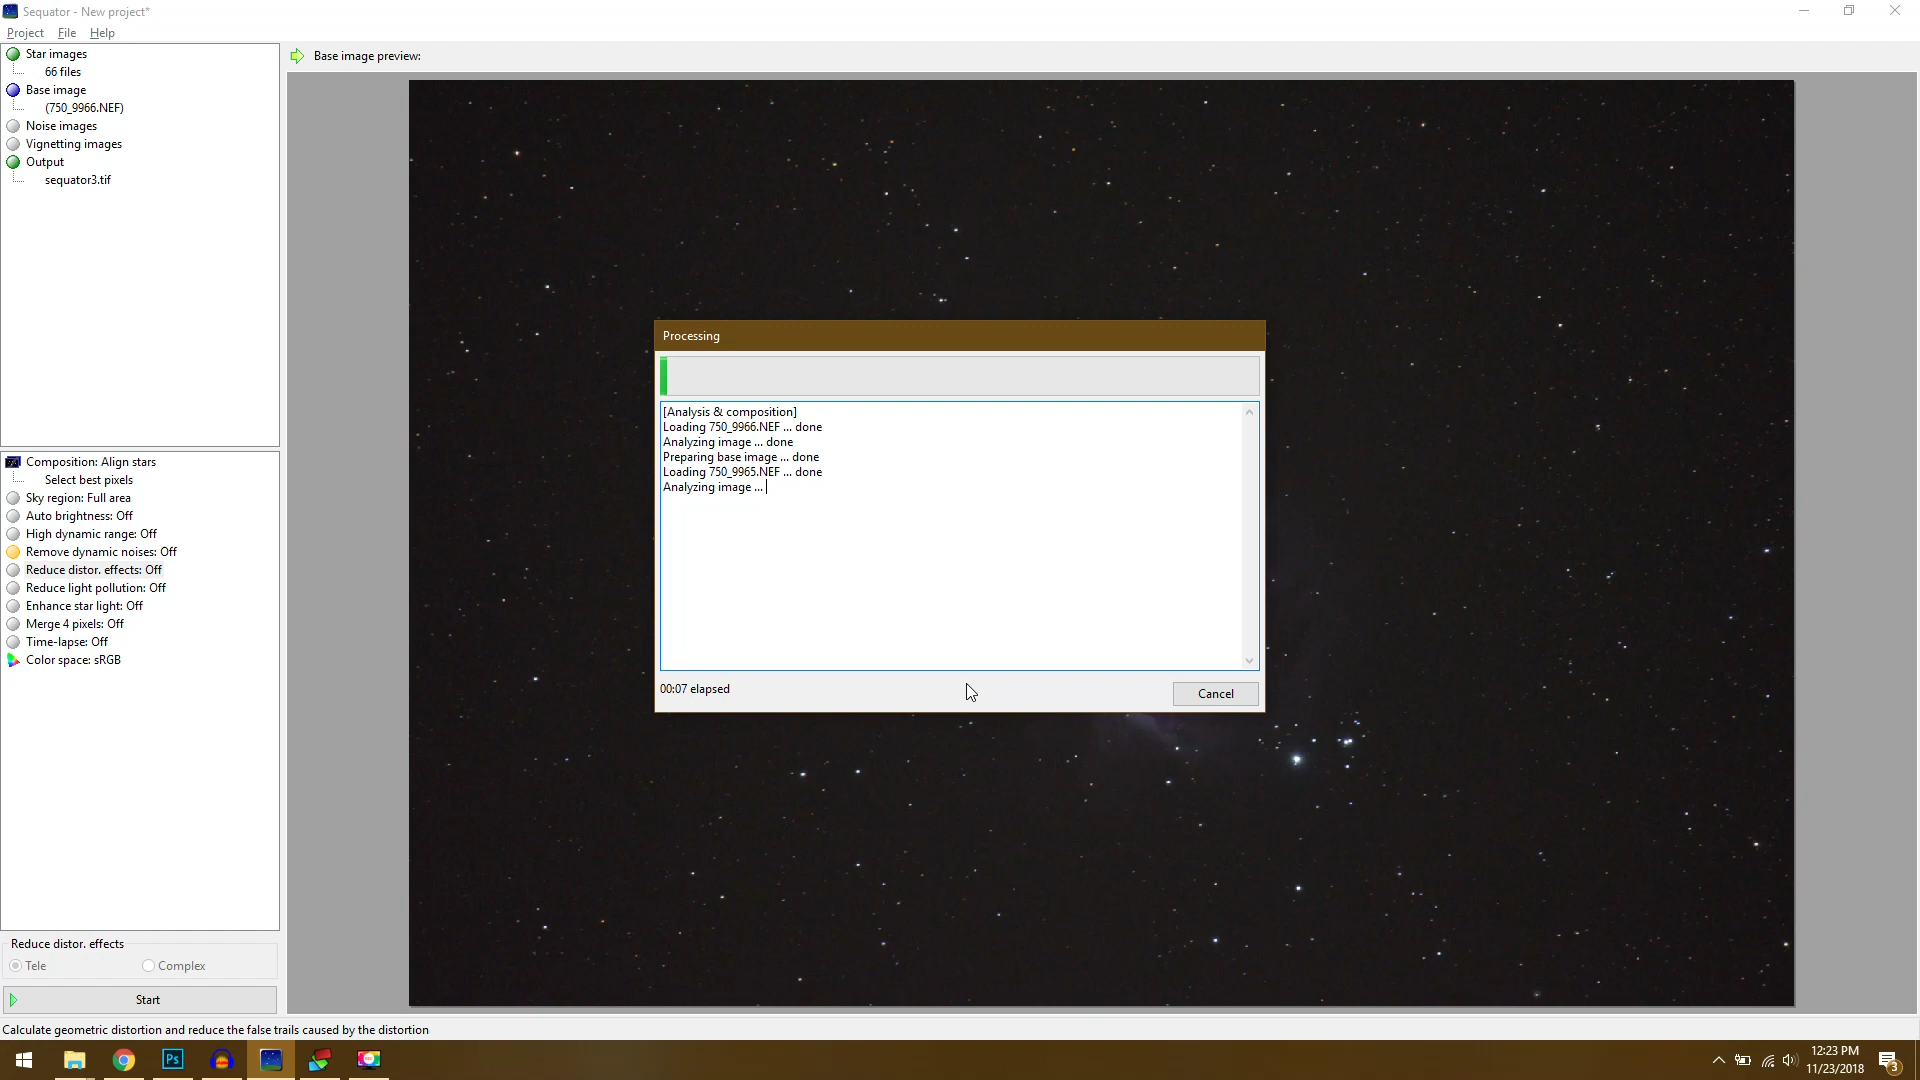 Sequator - New project*
Project File Help
Star images
66 files
Base image
(750_9966.NEF)
Noise images
Vignetting images
Output
sequator3.tif
Base image preview:
Composition: Align stars
Select best pixels
Sky region: Full area
Auto brightness: Off
High dynamic range: Off
Remove dynamic noises: Off
Reduce distor. effects: Off
Reduce light pollution: Off
Enhance star light: Off
Merge 4 pixels: Off
Time-lapse: Off
Color space: sRGB
Reduce distor. effects
Tele Complex
Start
Calculate geometric distortion and reduce the false trails caused by the distortion
Processing
[Analysis & composition]
Loading 750_9966.NEF ... done
Analyzing image ... done
Preparing base image ... done
Loading 750_9965.NEF ... done
Analyzing image ...
00:07 elapsed
Cancel
Ps
12:23 PM
11/23/2018
3